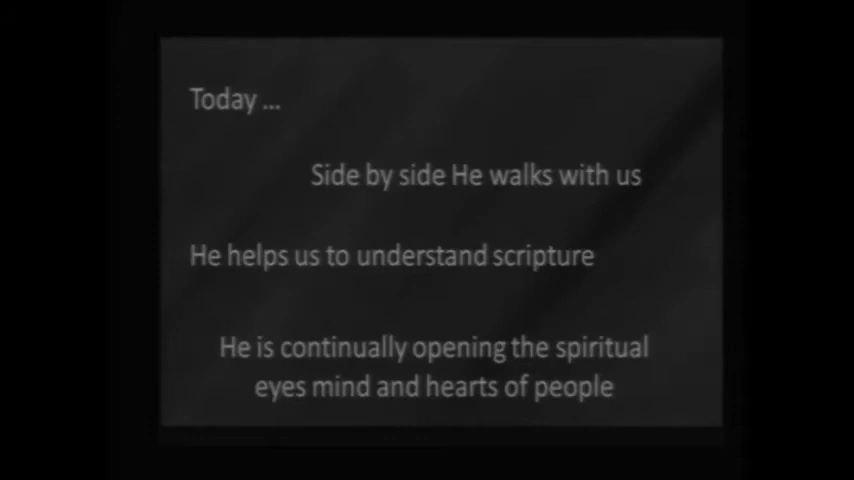 Today ...
Side by side He walks with us
He helps us to understand scripture
He is continually opening the spiritual
eyes mind and hearts of people